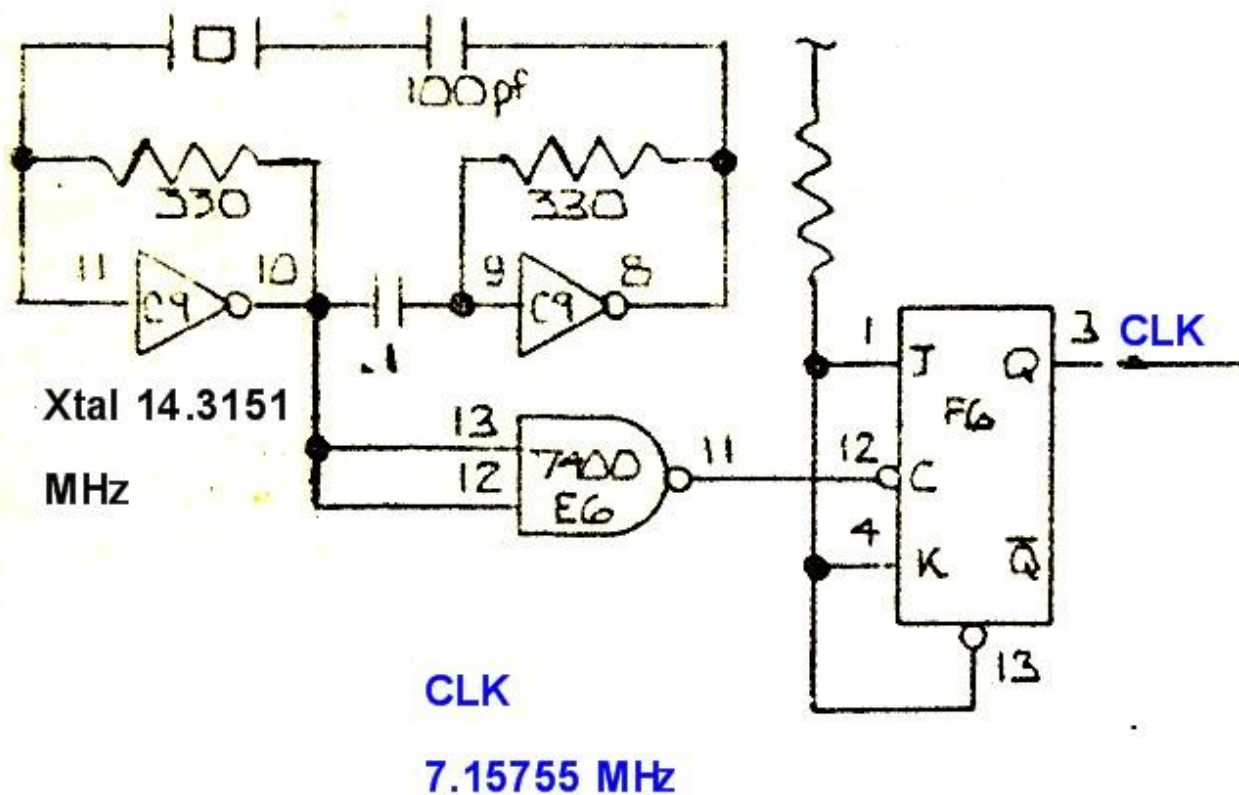 100pf
330
330
11
C9
10
9
C9
8
.1
Xtal 14.3151
MHz
13
12
7400
E6
11
1
J
Q
3
CLK
F6
12
C
4
K
Q̅
13
CLK
7.15755 MHz